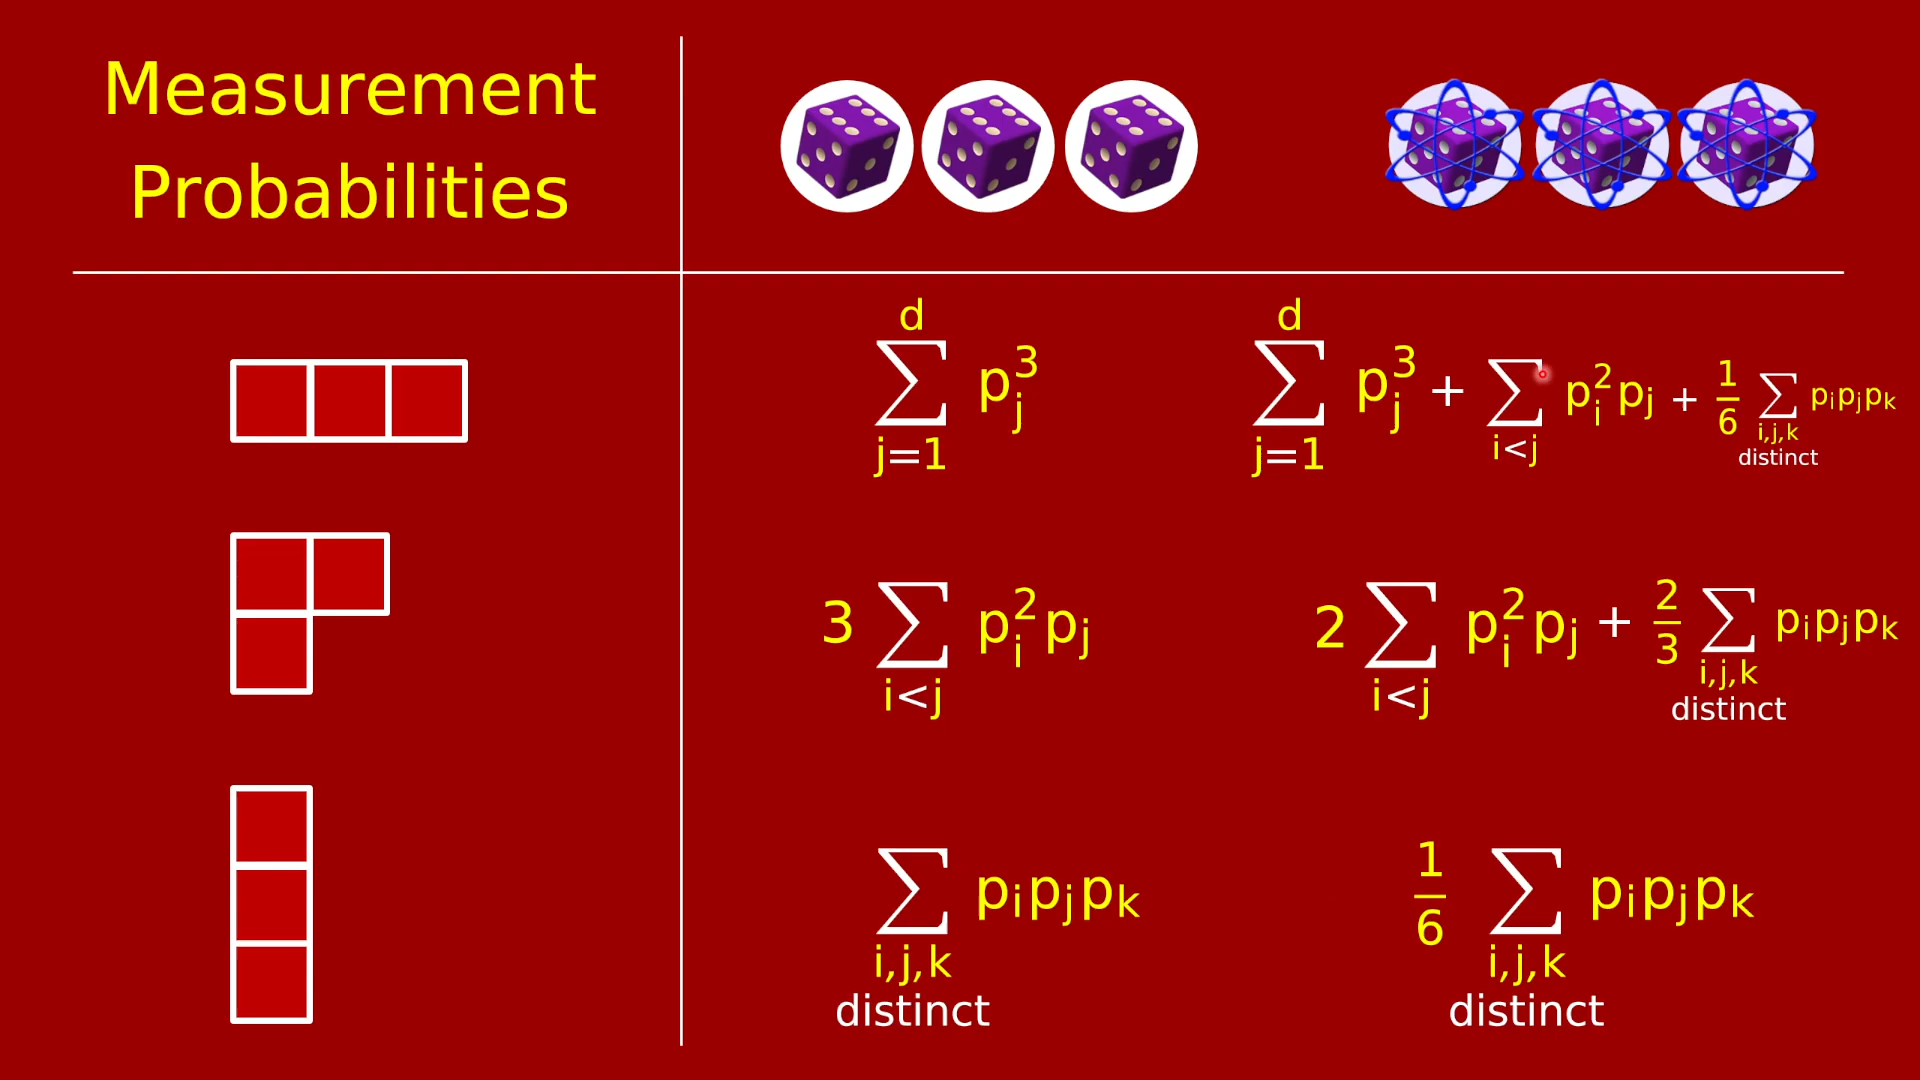 Measurement
Probabilities
d
∑ p_j^3
j=1
d
∑ p_j^3 + ∑ p_i^2 p_j + 1/6 ∑ p_i p_j p_k
j=1 i<j i,j,k
distinct
3 ∑ p_i^2 p_j
i<j
2 ∑ p_i^2 p_j + 2/3 ∑ p_i p_j p_k
i<j i,j,k
distinct
∑ p_i p_j p_k
i,j,k
distinct
1/6 ∑ p_i p_j p_k
i,j,k
distinct